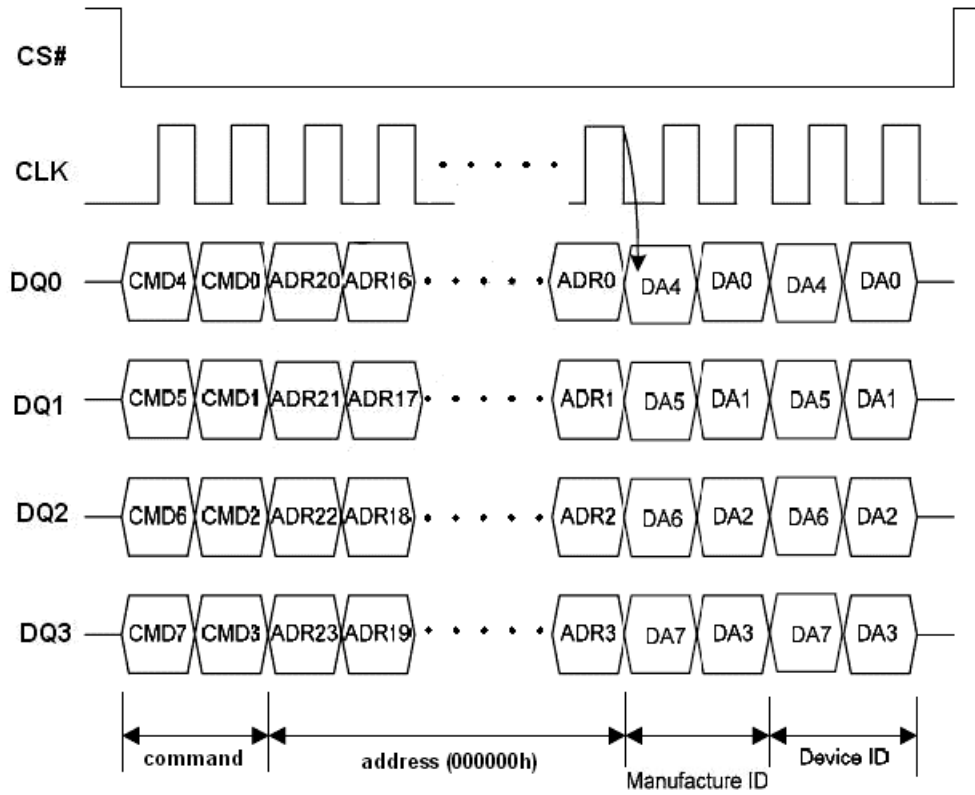 CS#
CLK
DQ0 CMD4 CMD0 ADR20 ADR16 ADR0 DA4 DA0 DA4 DA0
DQ1 CMD5 CMD1 ADR21 ADR17 ADR1 DA5 DA1 DA5 DA1
DQ2 CMD6 CMD2 ADR22 ADR18 ADR2 DA6 DA2 DA6 DA2
DQ3 CMD7 CMD3 ADR23 ADR19 ADR3 DA7 DA3 DA7 DA3
command address (000000h) Manufacture ID Device ID